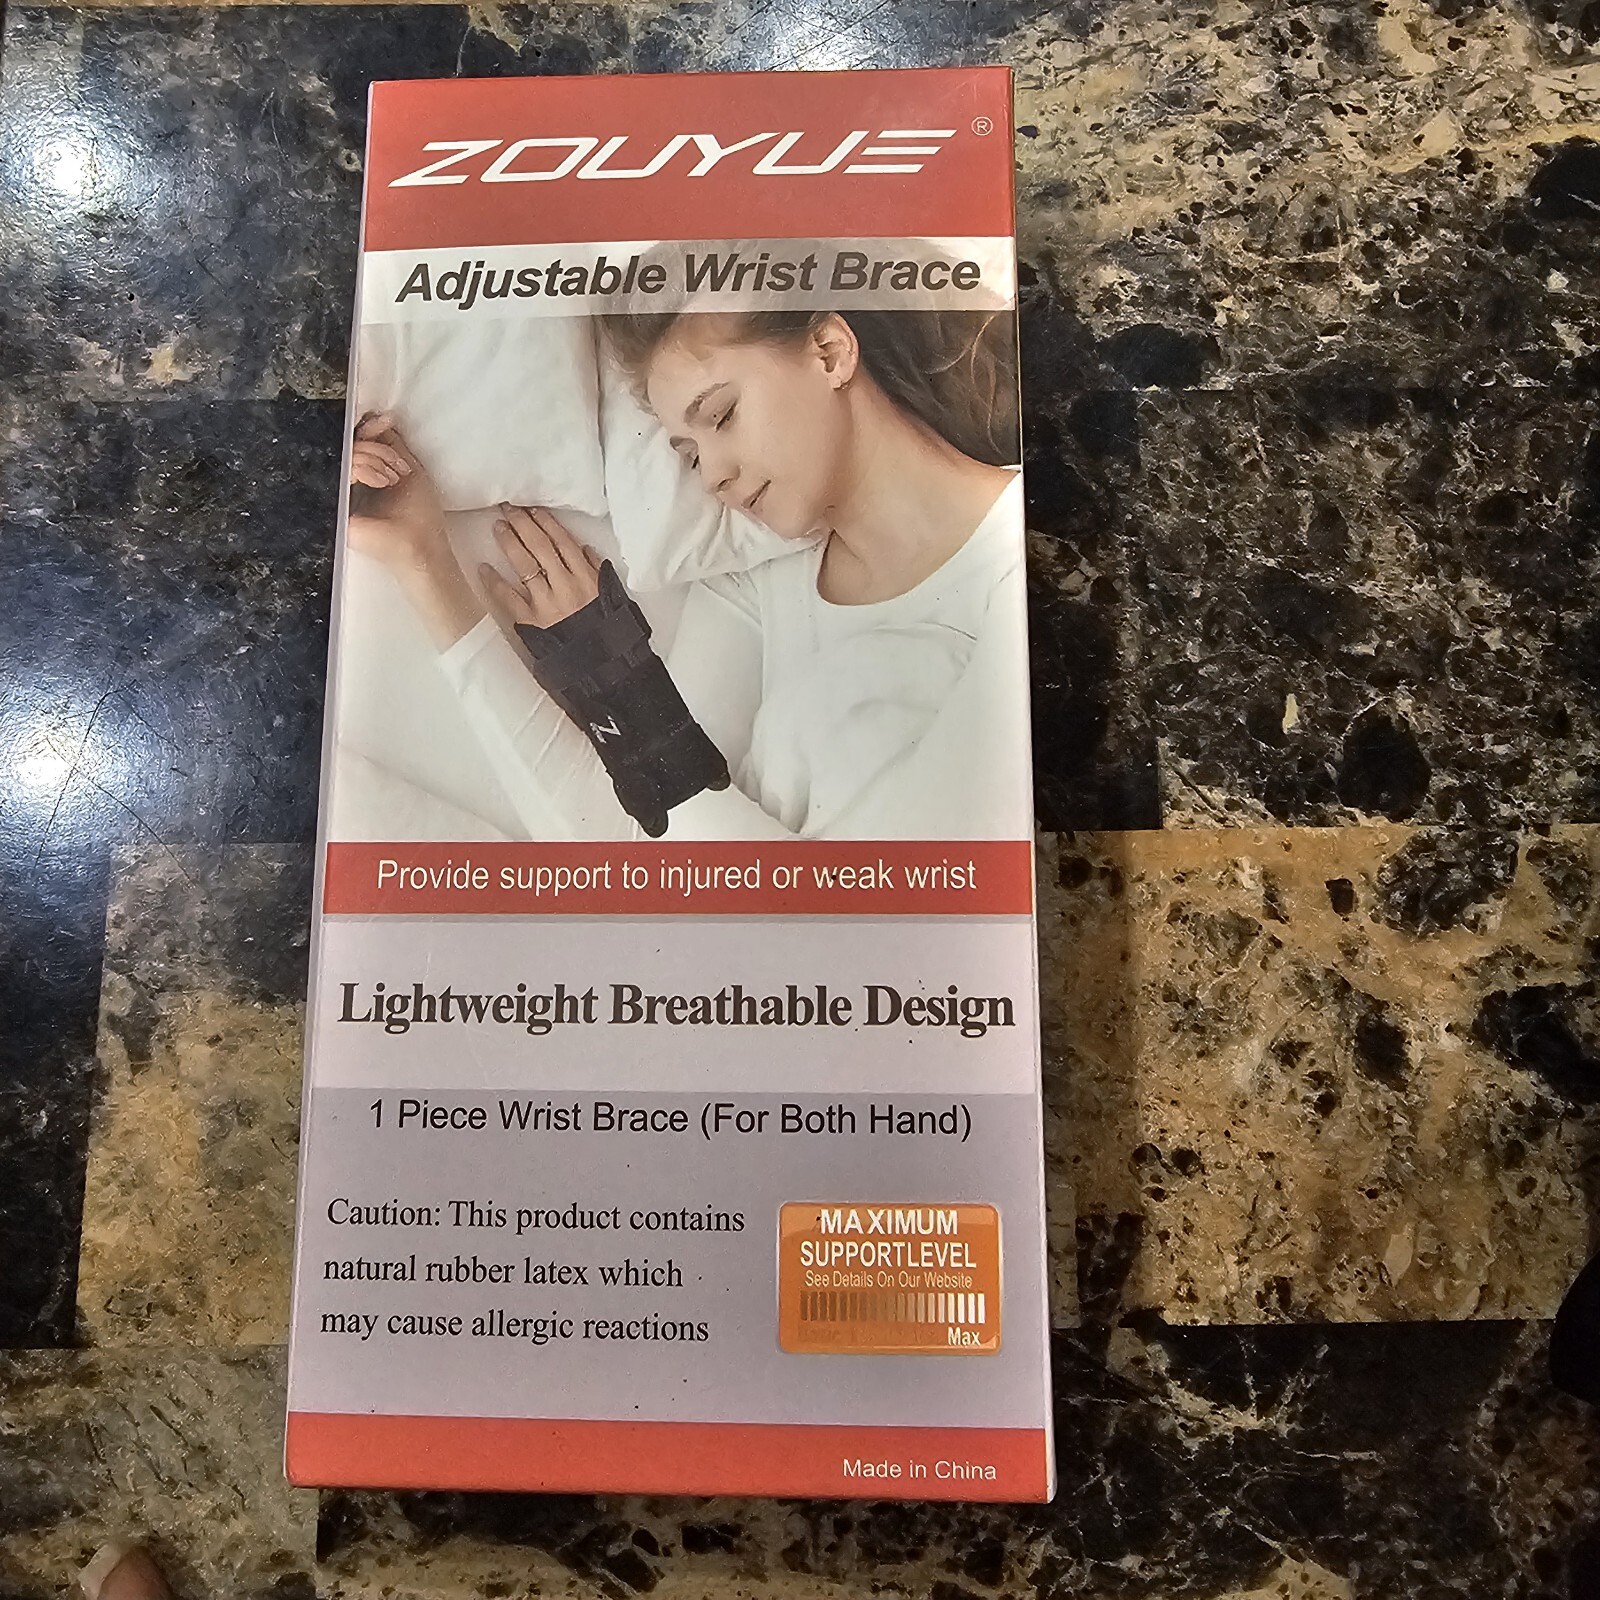 ZOUYUE®
Adjustable Wrist Brace
Z
Provide support to injured or weak wrist
Lightweight Breathable Design
1 Piece Wrist Brace (For Both Hand)
Caution: This product contains
natural rubber latex which
may cause allergic reactions
MAXIMUM
SUPPORTLEVEL
See Details On Our Website
Max
Made in China